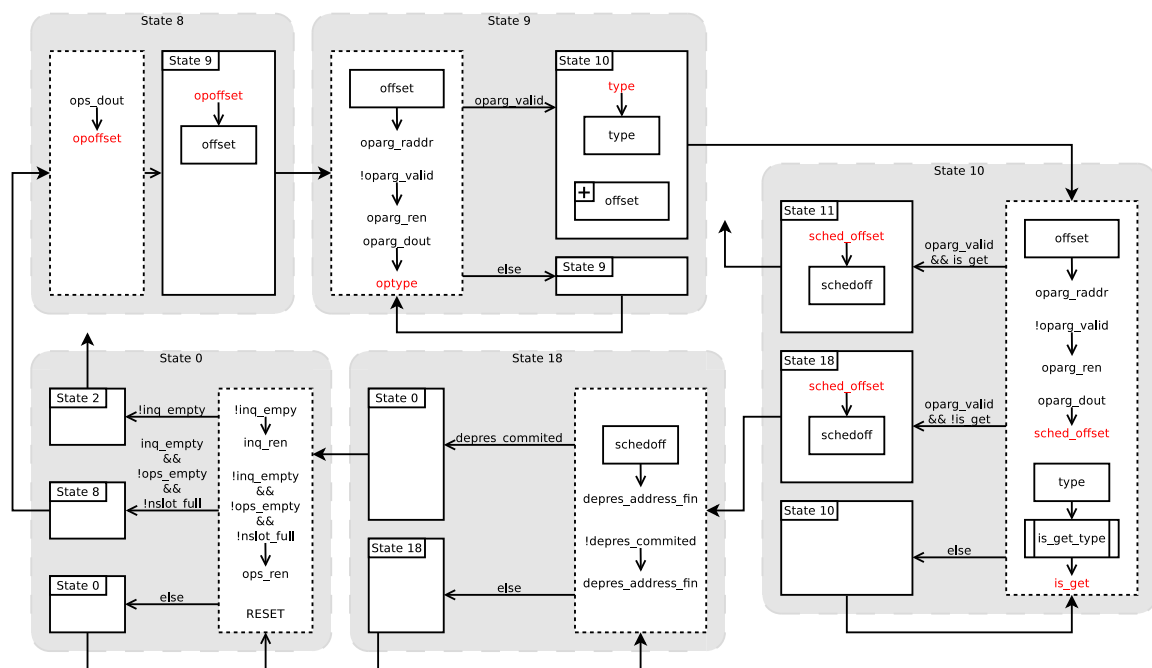 State 8
ops_dout
opoffset
State 9
opoffset
offset
State 9
offset
oparg_raddr
!oparg_valid
oparg_ren
oparg_dout
optype
oparg_valid
else
State 10
type
type
+
offset
State 9
State 10
State 11
sched_offset
schedoff
State 18
sched_offset
schedoff
State 10
oparg_valid
&& is_get
oparg_valid
&& !is_get
else
offset
oparg_raddr
!oparg_valid
oparg_ren
oparg_dout
sched_offset
type
is_get_type
is_get
State 0
State 2
State 8
State 0
!inq_empty
inq_empty
&&
!ops_empty
&&
!nslot_full
else
!inq_empy
inq_ren
!inq_empty
&&
!ops_empty
&&
!nslot_full
ops_ren
RESET
State 18
State 0
State 18
depres_commited
else
schedoff
depres_address_fin
!depres_commited
depres_address_fin